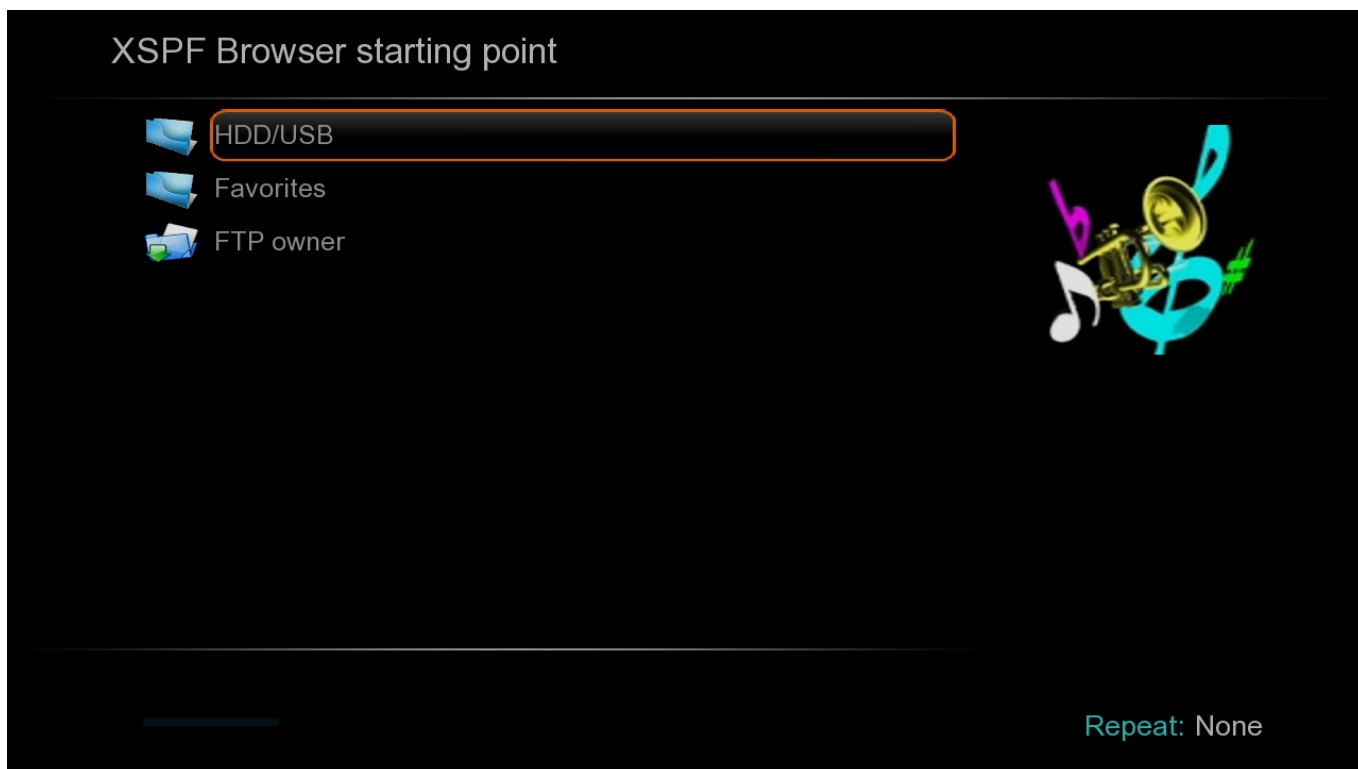 XSPF Browser starting point
HDD/USB
Favorites
FTP owner
Repeat: None